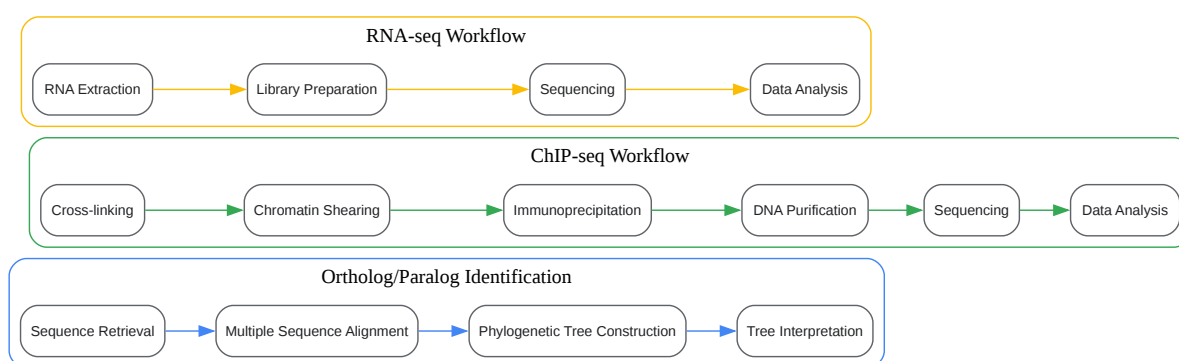 RNA-seq Workflow
RNA Extraction
Library Preparation
Sequencing
Data Analysis
ChIP-seq Workflow
Cross-linking
Chromatin Shearing
Immunoprecipitation
DNA Purification
Sequencing
Data Analysis
Ortholog/Paralog Identification
Sequence Retrieval
Multiple Sequence Alignment
Phylogenetic Tree Construction
Tree Interpretation